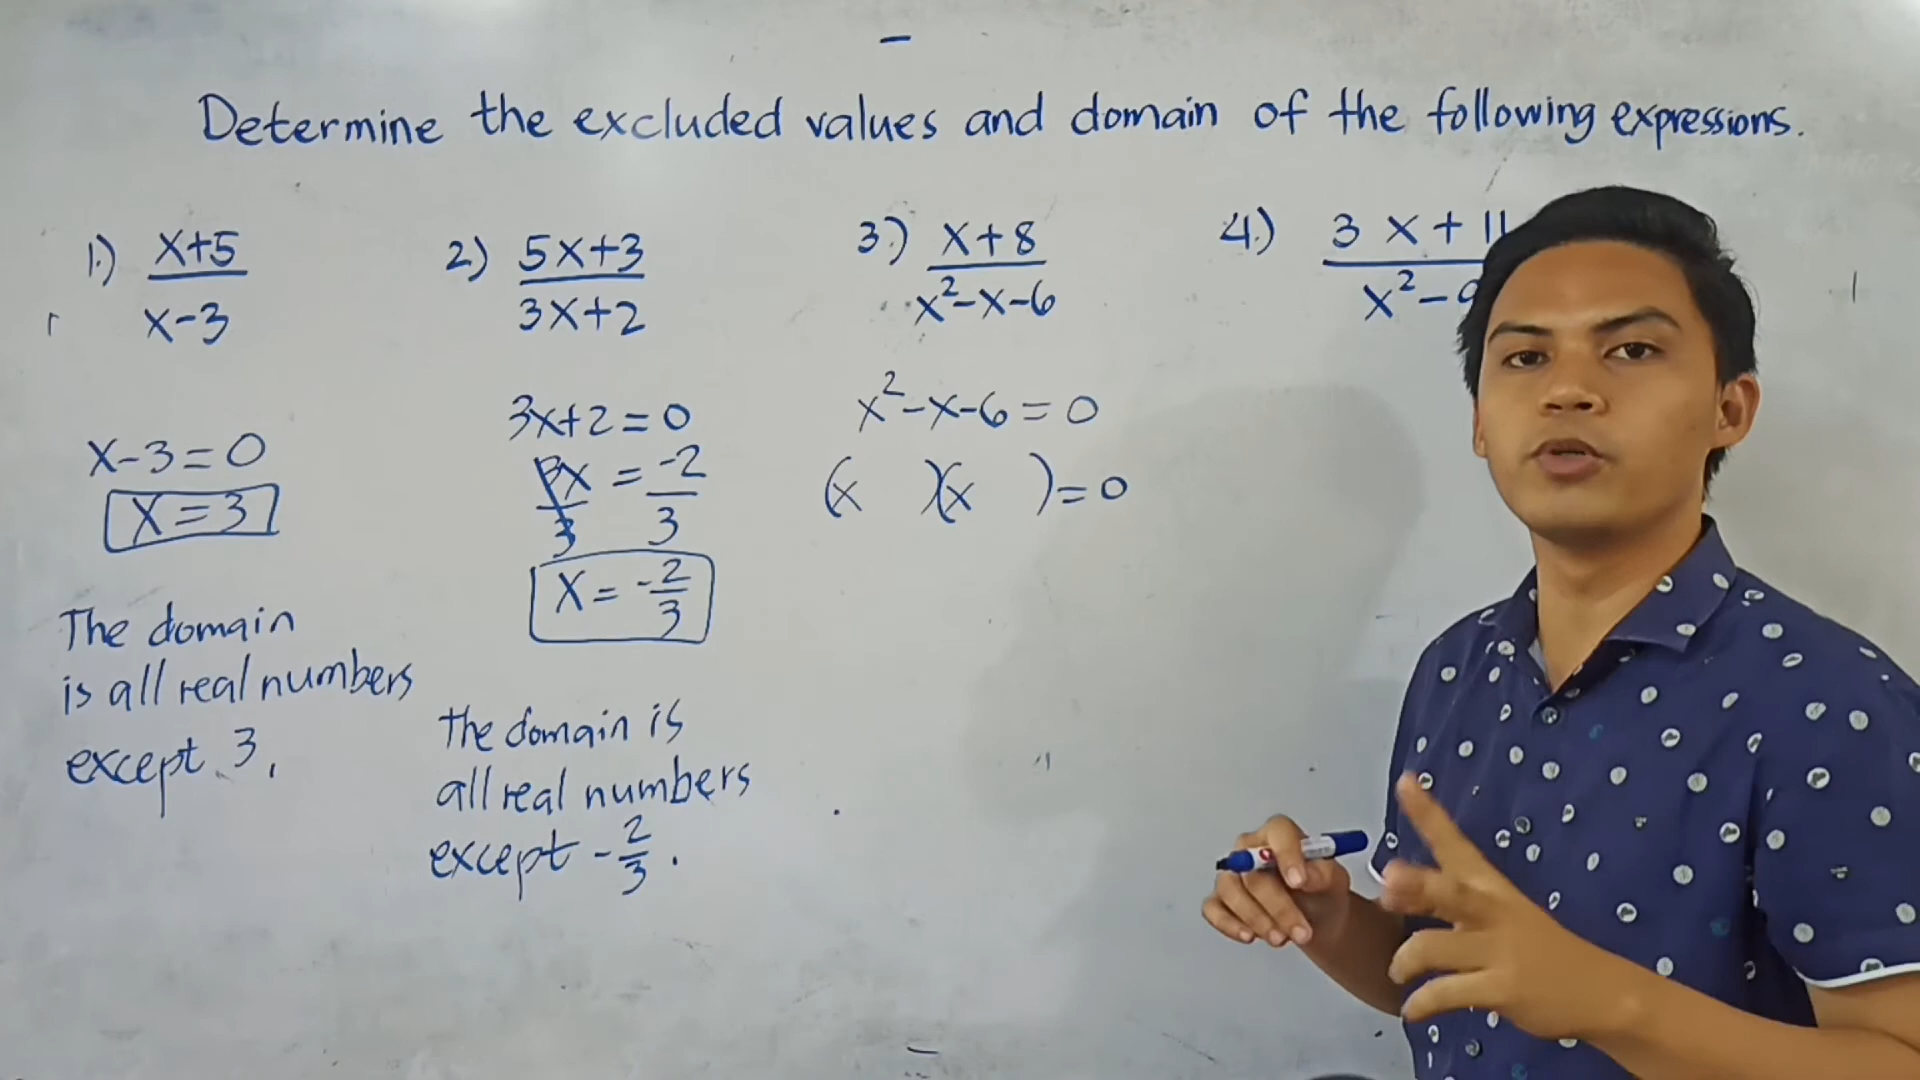 Determine the excluded values and domain of the following expressions.
1.) x+5
x-3
x-3=0
x=3
The domain
is all real numbers
except 3.
2) 5x+3
3x+2
3x+2=0
3x = -2
3 3
x = -2/3
The domain is
all real numbers
except -2/3.
3.) x+8
x²-x-6
x²-x-6=0
(x )(x )=0
4.) 3x+11
x²-9